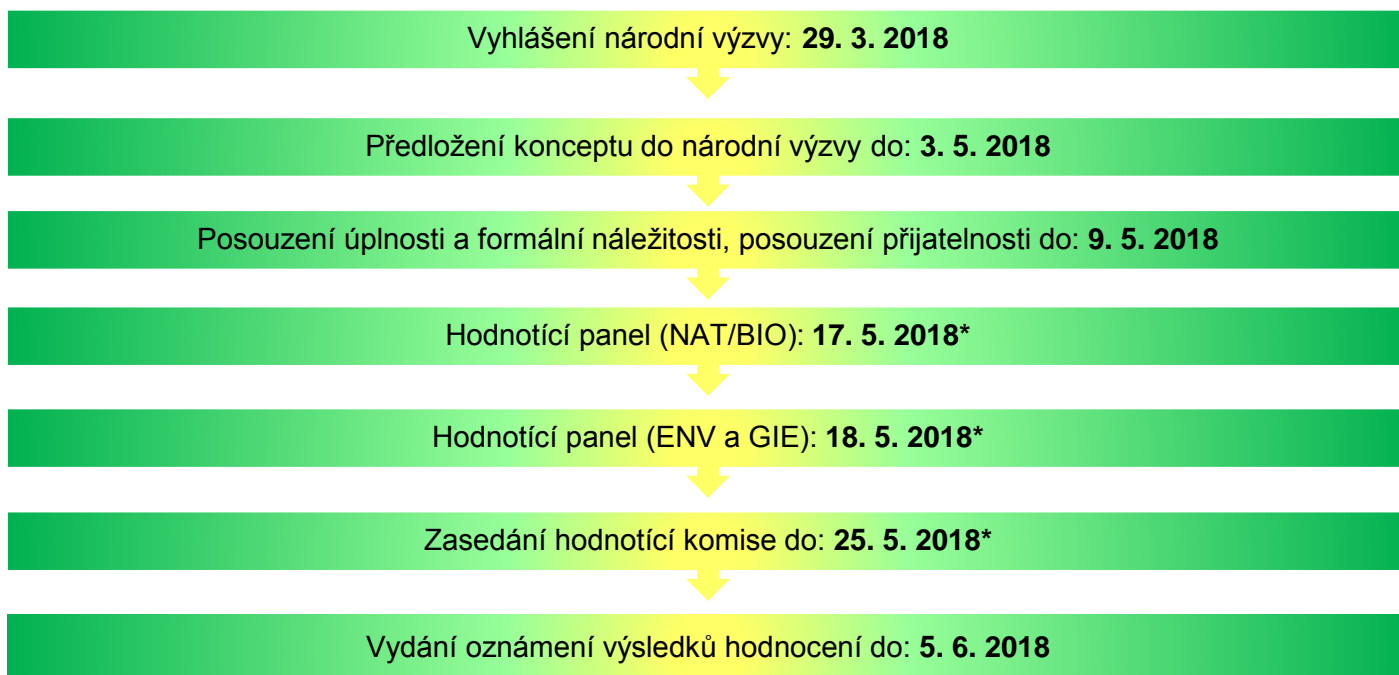 Vyhlášení národní výzvy: 29. 3. 2018
Předložení konceptu do národní výzvy do: 3. 5. 2018
Posouzení úplnosti a formální náležitosti, posouzení přijatelnosti do: 9. 5. 2018
Hodnotící panel (NAT/BIO): 17. 5. 2018*
Hodnotící panel (ENV a GIE): 18. 5. 2018*
Zasedání hodnotící komise do: 25. 5. 2018*
Vydání oznámení výsledků hodnocení do: 5. 6. 2018